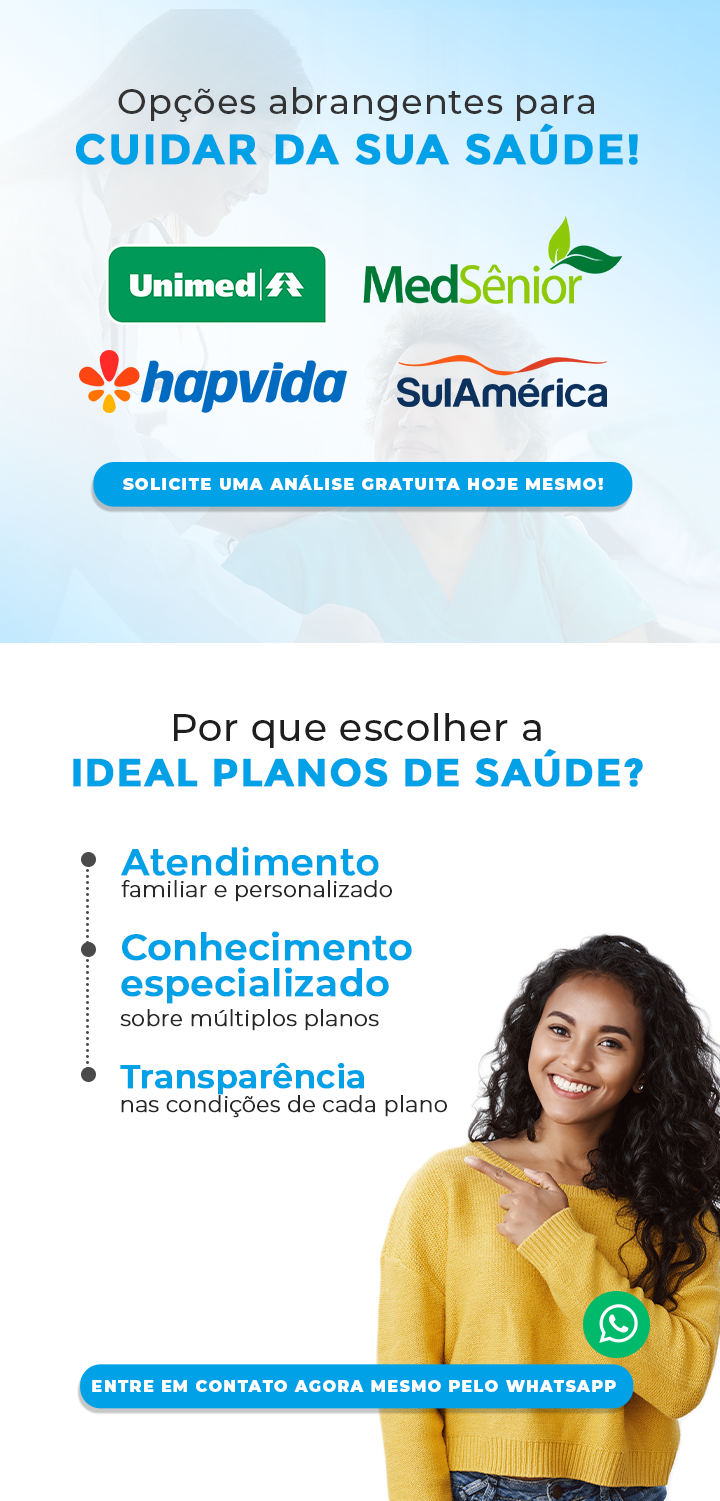 Opções abrangentes para
CUIDAR DA SUA SAÚDE!
Unimed
MedSênior
hapvida
SulAmérica
SOLICITE UMA ANÁLISE GRATUITA HOJE MESMO!
Por que escolher a
IDEAL PLANOS DE SAÚDE?
Atendimento
familiar e personalizado
Conhecimento
especializado
sobre múltiplos planos
Transparência
nas condições de cada plano
ENTRE EM CONTATO AGORA MESMO PELO WHATSAPP